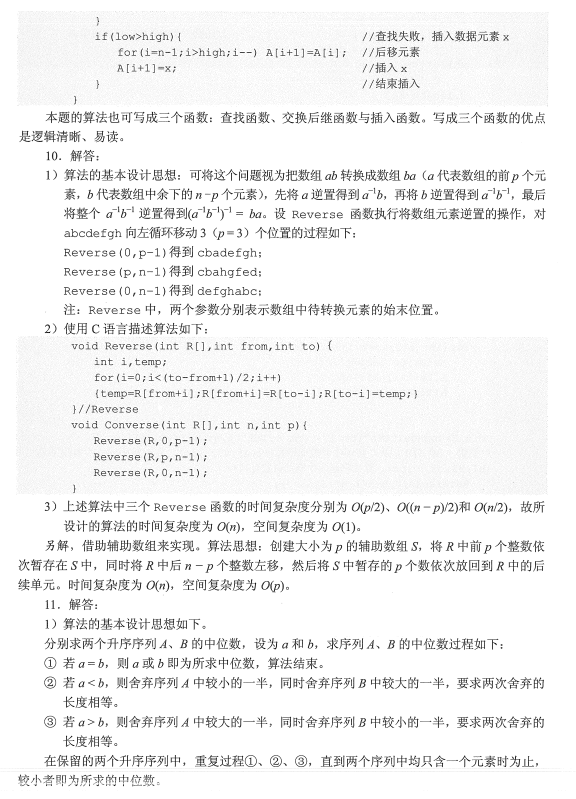 }
if(low>high){ //查找失败，插入数据元素 x
for(i=n-1;i>high;i--) A[i+1]=A[i]; //后移元素
A[i+1]=x; //插入 x
} //结束插入
}
本题的算法也可写成三个函数：查找函数、交换后继函数与插入函数。写成三个函数的优点
是逻辑清晰、易读。
10．解答：
1）算法的基本设计思想：可将这个问题视为把数组 ab 转换成数组 ba（a 代表数组的前 p 个元
素，b 代表数组中余下的 n－p 个元素），先将 a 逆置得到 a⁻¹b，再将 b 逆置得到 a⁻¹b⁻¹，最后
将整个 a⁻¹b⁻¹ 逆置得到(a⁻¹b⁻¹)⁻¹ = ba。设 Reverse 函数执行将数组元素逆置的操作，对
abcdefgh 向左循环移动 3（p = 3）个位置的过程如下：
Reverse(0,p-1)得到 cbadefgh；
Reverse(p,n-1)得到 cbahgfed；
Reverse(0,n-1)得到 defghabc；
注：Reverse 中，两个参数分别表示数组中待转换元素的始末位置。
2）使用 C 语言描述算法如下：
void Reverse(int R[],int from,int to) {
int i,temp;
for(i=0;i<(to-from+1)/2;i++)
{temp=R[from+i];R[from+i]=R[to-i];R[to-i]=temp;}
}//Reverse
void Converse(int R[],int n,int p){
Reverse(R,0,p-1);
Reverse(R,p,n-1);
Reverse(R,0,n-1);
}
3）上述算法中三个 Reverse 函数的时间复杂度分别为 O(p/2)、O((n－p)/2)和 O(n/2)，故所
设计的算法的时间复杂度为 O(n)，空间复杂度为 O(1)。
另解，借助辅助数组来实现。算法思想：创建大小为 p 的辅助数组 S，将 R 中前 p 个整数依
次暂存在 S 中，同时将 R 中后 n－p 个整数左移，然后将 S 中暂存的 p 个数依次放回到 R 中的后
续单元。时间复杂度为 O(n)，空间复杂度为 O(p)。
11．解答：
1）算法的基本设计思想如下。
分别求两个升序序列 A、B 的中位数，设为 a 和 b，求序列 A、B 的中位数过程如下：
① 若 a = b，则 a 或 b 即为所求中位数，算法结束。
② 若 a < b，则舍弃序列 A 中较小的一半，同时舍弃序列 B 中较大的一半，要求两次舍弃的
长度相等。
③ 若 a > b，则舍弃序列 A 中较大的一半，同时舍弃序列 B 中较小的一半，要求两次舍弃的
长度相等。
在保留的两个升序序列中，重复过程①、②、③，直到两个序列中均只含一个元素时为止，
较小者即为所求的中位数。